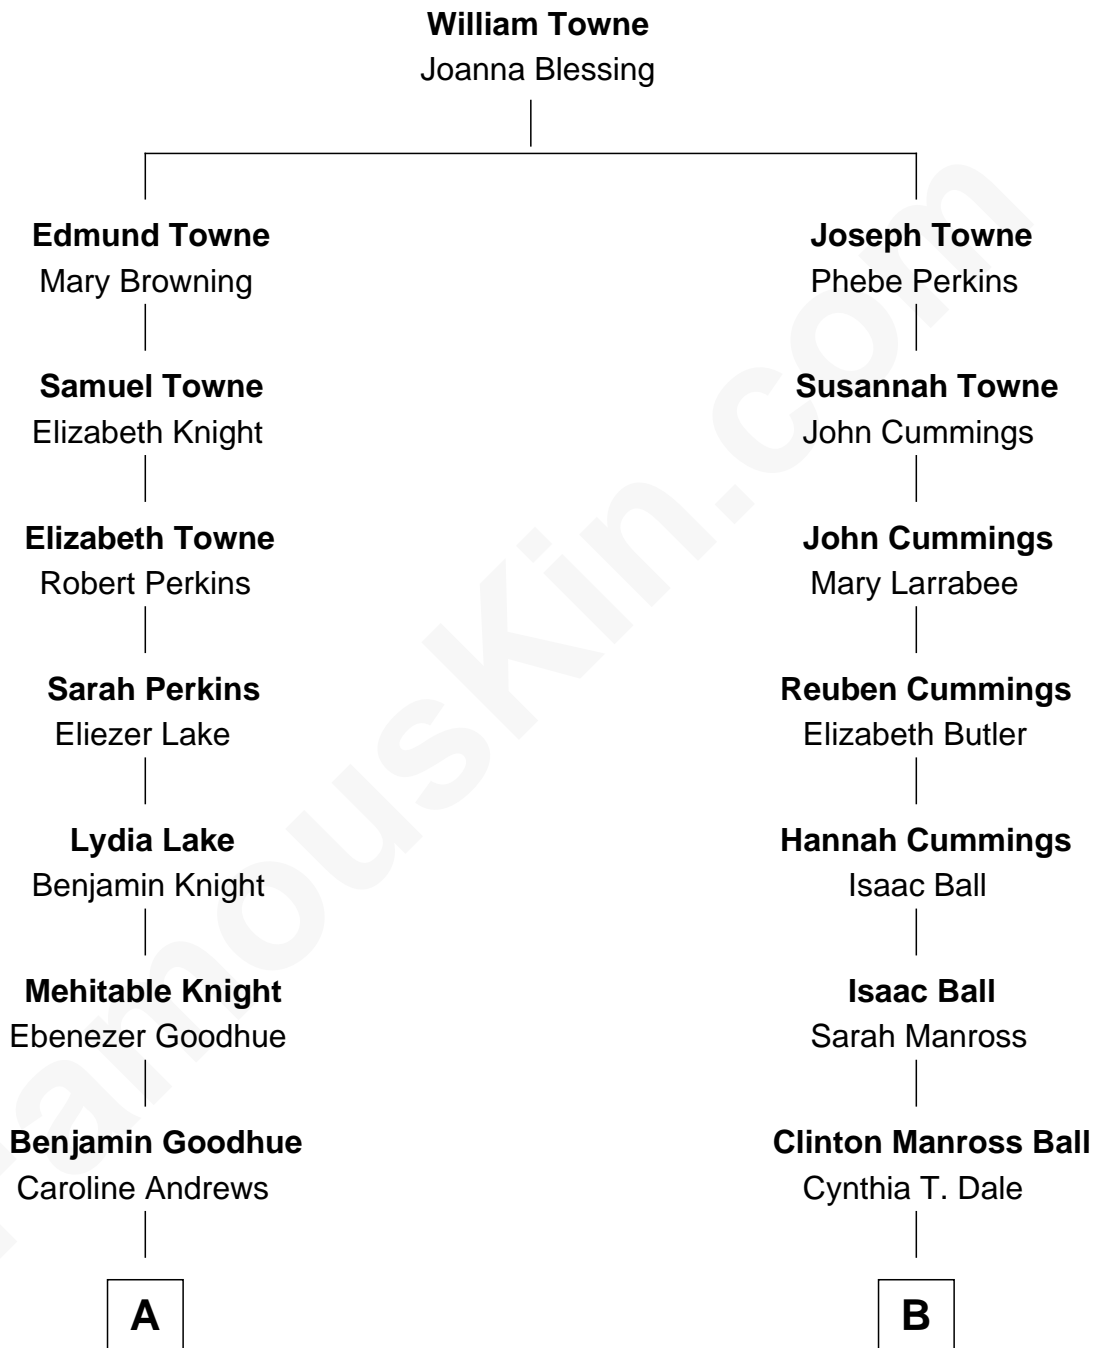 William Towne
Joanna Blessing
Edmund Towne
Mary Browning
Samuel Towne
Elizabeth Knight
Elizabeth Towne
Robert Perkins
Sarah Perkins
Eliezer Lake
Lydia Lake
Benjamin Knight
Mehitable Knight
Ebenezer Goodhue
Benjamin Goodhue
Caroline Andrews
A
Joseph Towne
Phebe Perkins
Susannah Towne
John Cummings
John Cummings
Mary Larrabee
Reuben Cummings
Elizabeth Butler
Hannah Cummings
Isaac Ball
Isaac Ball
Sarah Manross
Clinton Manross Ball
Cynthia T. Dale
B
FamousKin.com